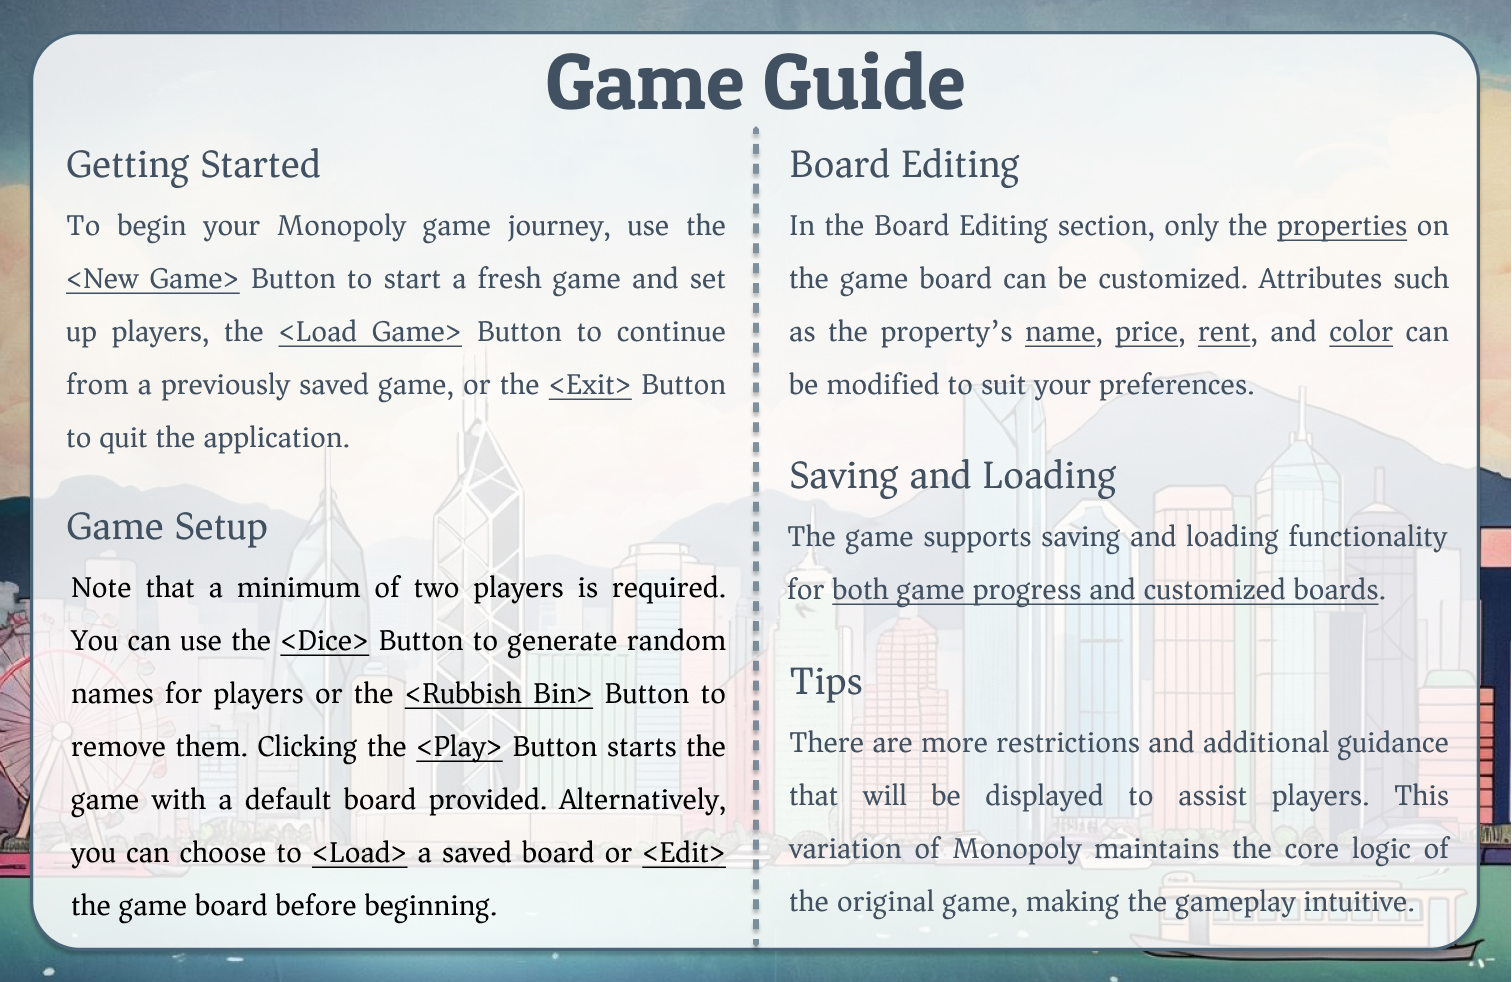 Game Guide
Getting Started
To begin your Monopoly game journey, use the
<New Game> Button to start a fresh game and set
up players, the <Load Game> Button to continue
from a previously saved game, or the <Exit> Button
to quit the application.
Game Setup
Note that a minimum of two players is required.
You can use the <Dice> Button to generate random
names for players or the <Rubbish Bin> Button to
remove them. Clicking the <Play> Button starts the
game with a default board provided. Alternatively,
you can choose to <Load> a saved board or <Edit>
the game board before beginning.
Board Editing
In the Board Editing section, only the properties on
the game board can be customized. Attributes such
as the property’s name, price, rent, and color can
be modified to suit your preferences.
Saving and Loading
The game supports saving and loading functionality
for both game progress and customized boards.
Tips
There are more restrictions and additional guidance
that will be displayed to assist players. This
variation of Monopoly maintains the core logic of
the original game, making the gameplay intuitive.